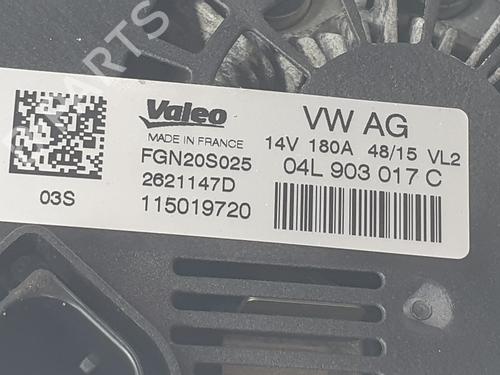 Valeo
MADE IN FRANCE
FGN20S025
2621147D
115019720
03S
VW AG
14V 180A 48/15 VL2
04L 903 017 C